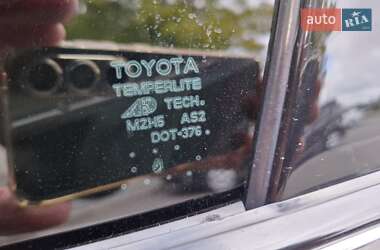 auto RIA
TOYOTA
TEMPERLITE
TECH.
M2H5 AS2
DOT-376